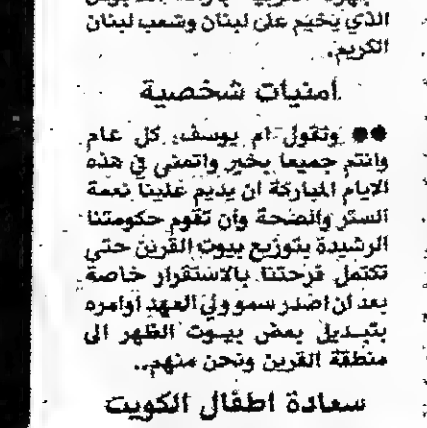 الذي يخيم على لبنان وشعب لبنان
الكريم.
امنيات شخصية
●● وتقول ام يوسف، كل عام
وانتم جميعا بخير واتمنى في هذه
الايام المباركة ان يديم علينا نعمة
الستر والصحة وان تقوم حكومتنا
الرشيدة بتوزيع بيوت القرين حتى
تكتمل فرحتنا بالاستقرار خاصة
بعد ان اصدر سمو ولي العهد اوامره
بتبديل بعض بيوت الظهر الى
منطقة القرين ونحن منهم..
سعادة اطفال الكويت